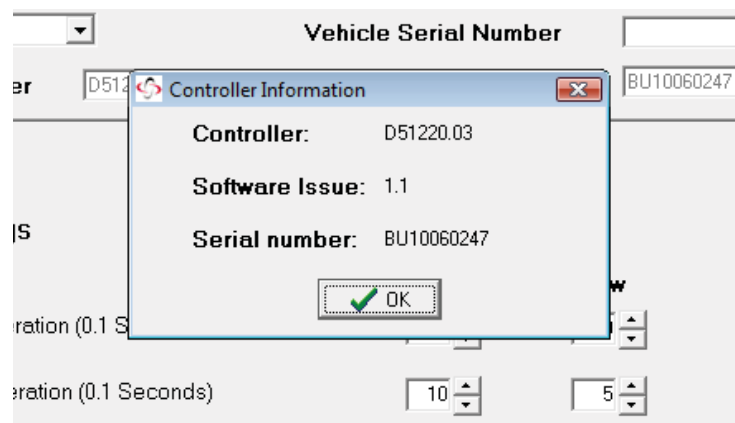 Vehicle Serial Number
er D512 BU10060247
Controller Information
Controller: D51220.03
Software Issue: 1.1
Serial number: BU10060247
OK
gs
w
eration (0.1 S
eration (0.1 Seconds) 10 5